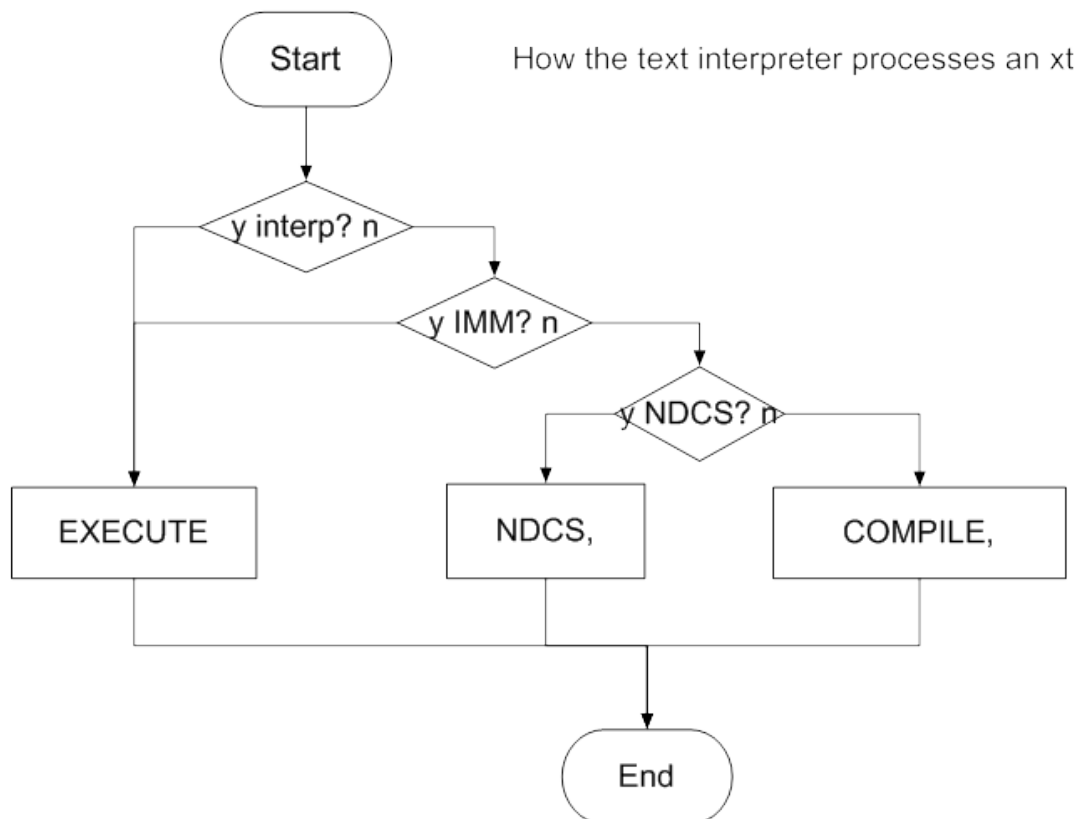 Start
How the text interpreter processes an xt
y interp? n
y IMM? n
y NDCS? n
EXECUTE
NDCS,
COMPILE,
End